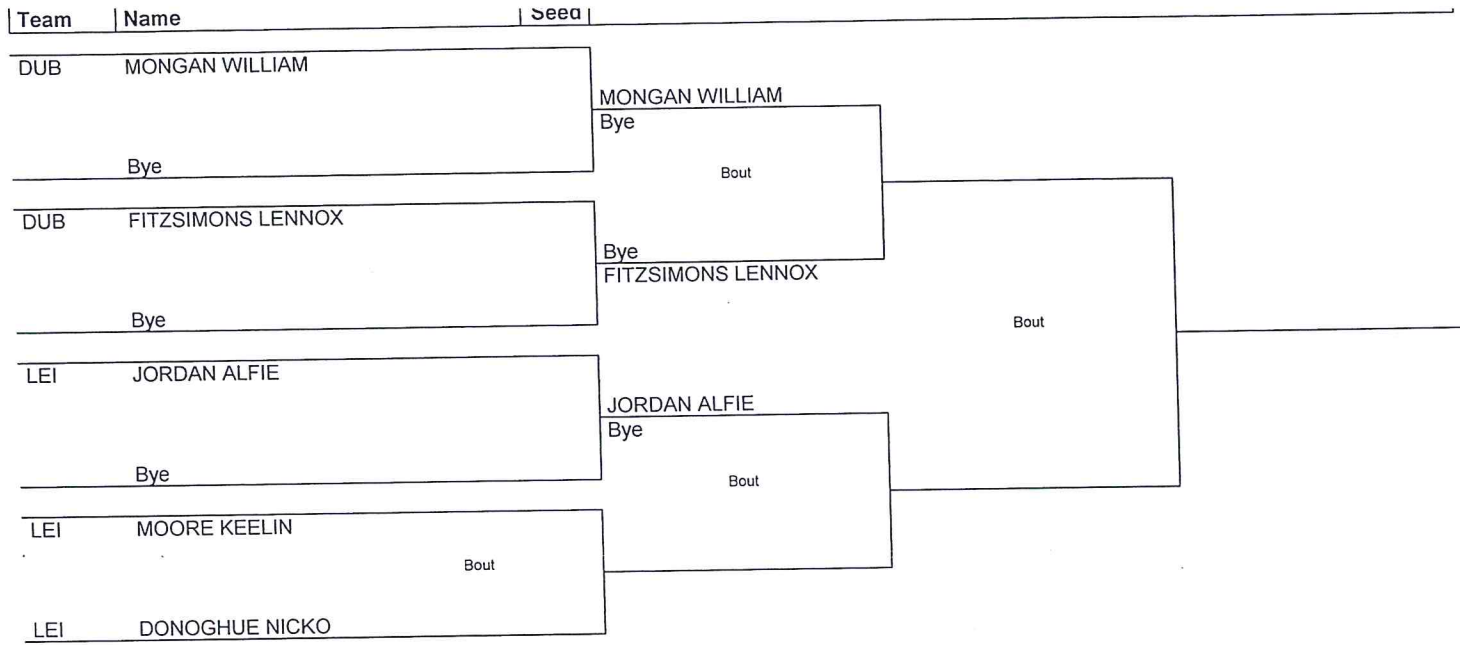 Team Name Seed
DUB MONGAN WILLIAM
MONGAN WILLIAM
Bye
Bye
Bout
DUB FITZSIMONS LENNOX
Bye
FITZSIMONS LENNOX
Bye
Bout
LEI JORDAN ALFIE
JORDAN ALFIE
Bye
Bye
Bout
LEI MOORE KEELIN
Bout
LEI DONOGHUE NICKO